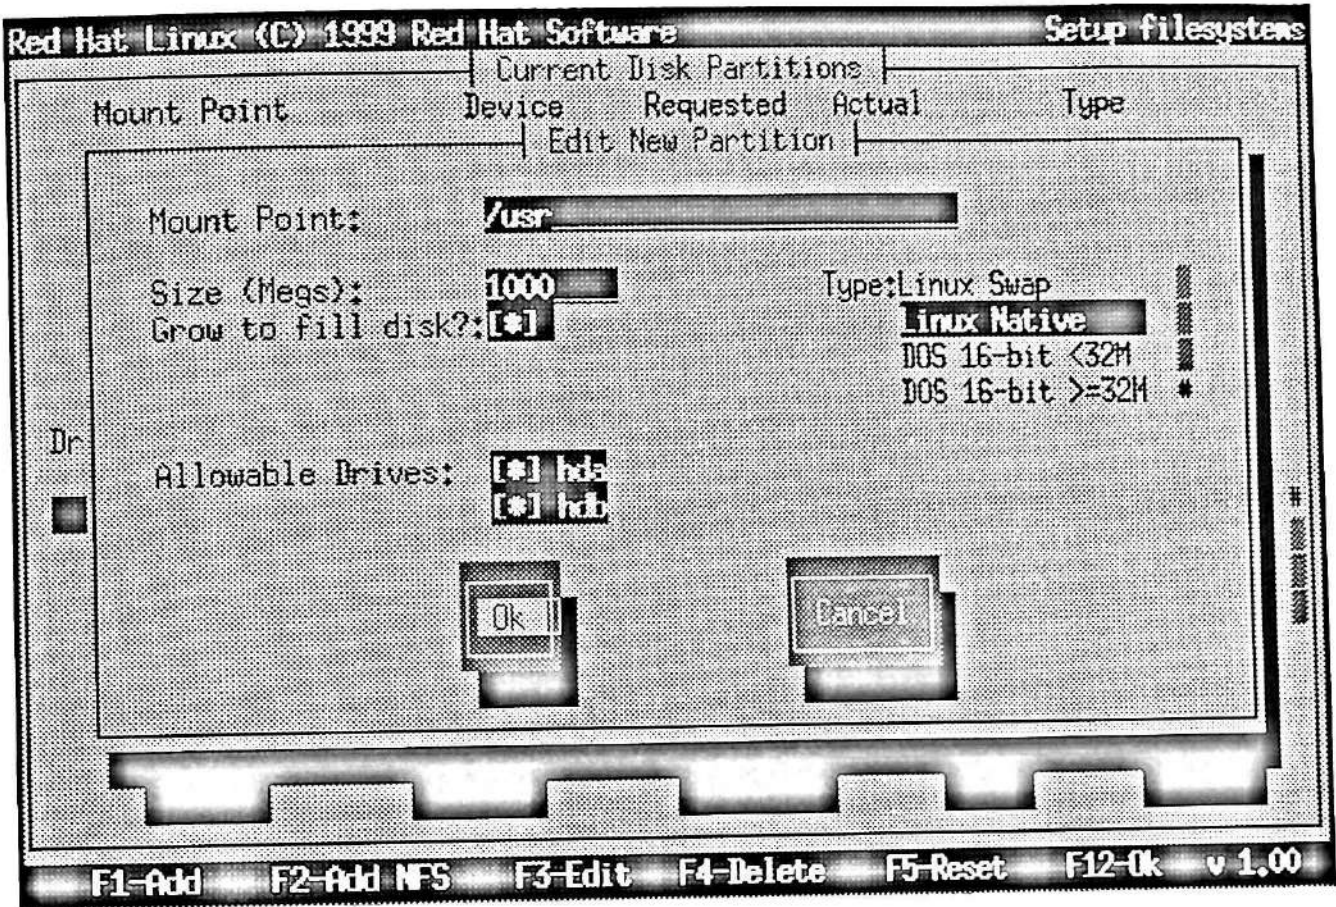 Red Hat Linux (C) 1999 Red Hat Software Setup filesystems
Current Disk Partitions
Mount Point Device Requested Actual Type
Edit New Partition
Mount Point: /usr
Size (Megs): 1000 Type:Linux Swap
Grow to fill disk?:[*] Linux Native
DOS 16-bit <32M
DOS 16-bit >=32M #
Dr
Allowable Drives: [*] hda
[*] hdb
#
Ok Cancel
F1-Add F2-Add NFS F3-Edit F4-Delete F5-Reset F12-Ok v 1.00